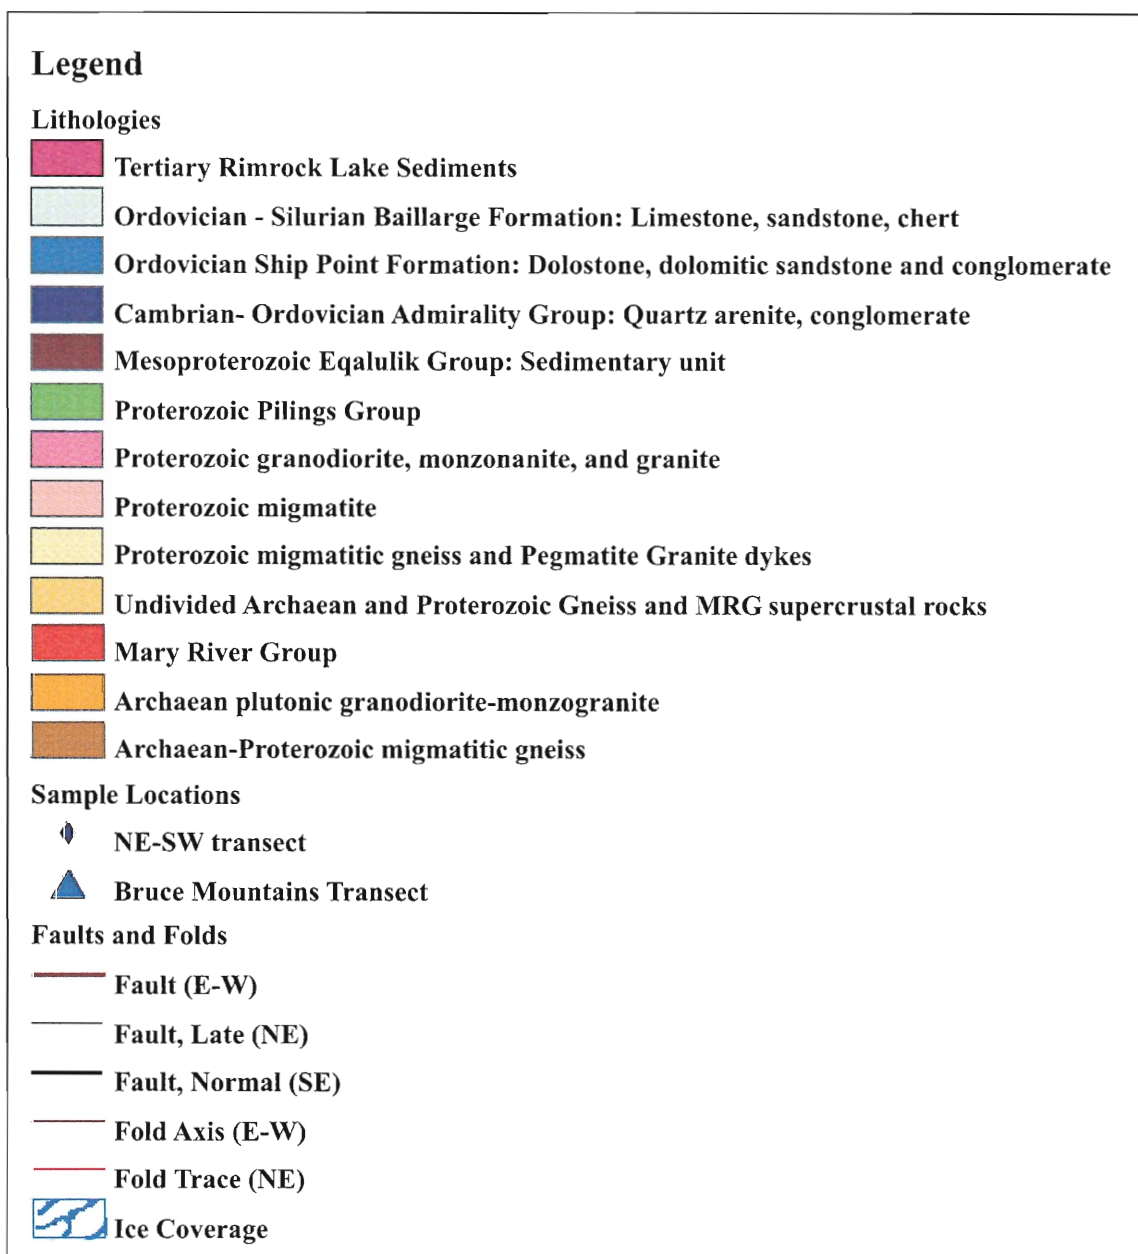 Legend
Lithologies
Tertiary Rimrock Lake Sediments
Ordovician - Silurian Baillarge Formation: Limestone, sandstone, chert
Ordovician Ship Point Formation: Dolostone, dolomitic sandstone and conglomerate
Cambrian- Ordovician Admirality Group: Quartz arenite, conglomerate
Mesoproterozoic Eqalulik Group: Sedimentary unit
Proterozoic Pilings Group
Proterozoic granodiorite, monzonanite, and granite
Proterozoic migmatite
Proterozoic migmatitic gneiss and Pegmatite Granite dykes
Undivided Archaean and Proterozoic Gneiss and MRG supercrustal rocks
Mary River Group
Archaean plutonic granodiorite-monzogranite
Archaean-Proterozoic migmatitic gneiss
Sample Locations
NE-SW transect
Bruce Mountains Transect
Faults and Folds
Fault (E-W)
Fault, Late (NE)
Fault, Normal (SE)
Fold Axis (E-W)
Fold Trace (NE)
Ice Coverage